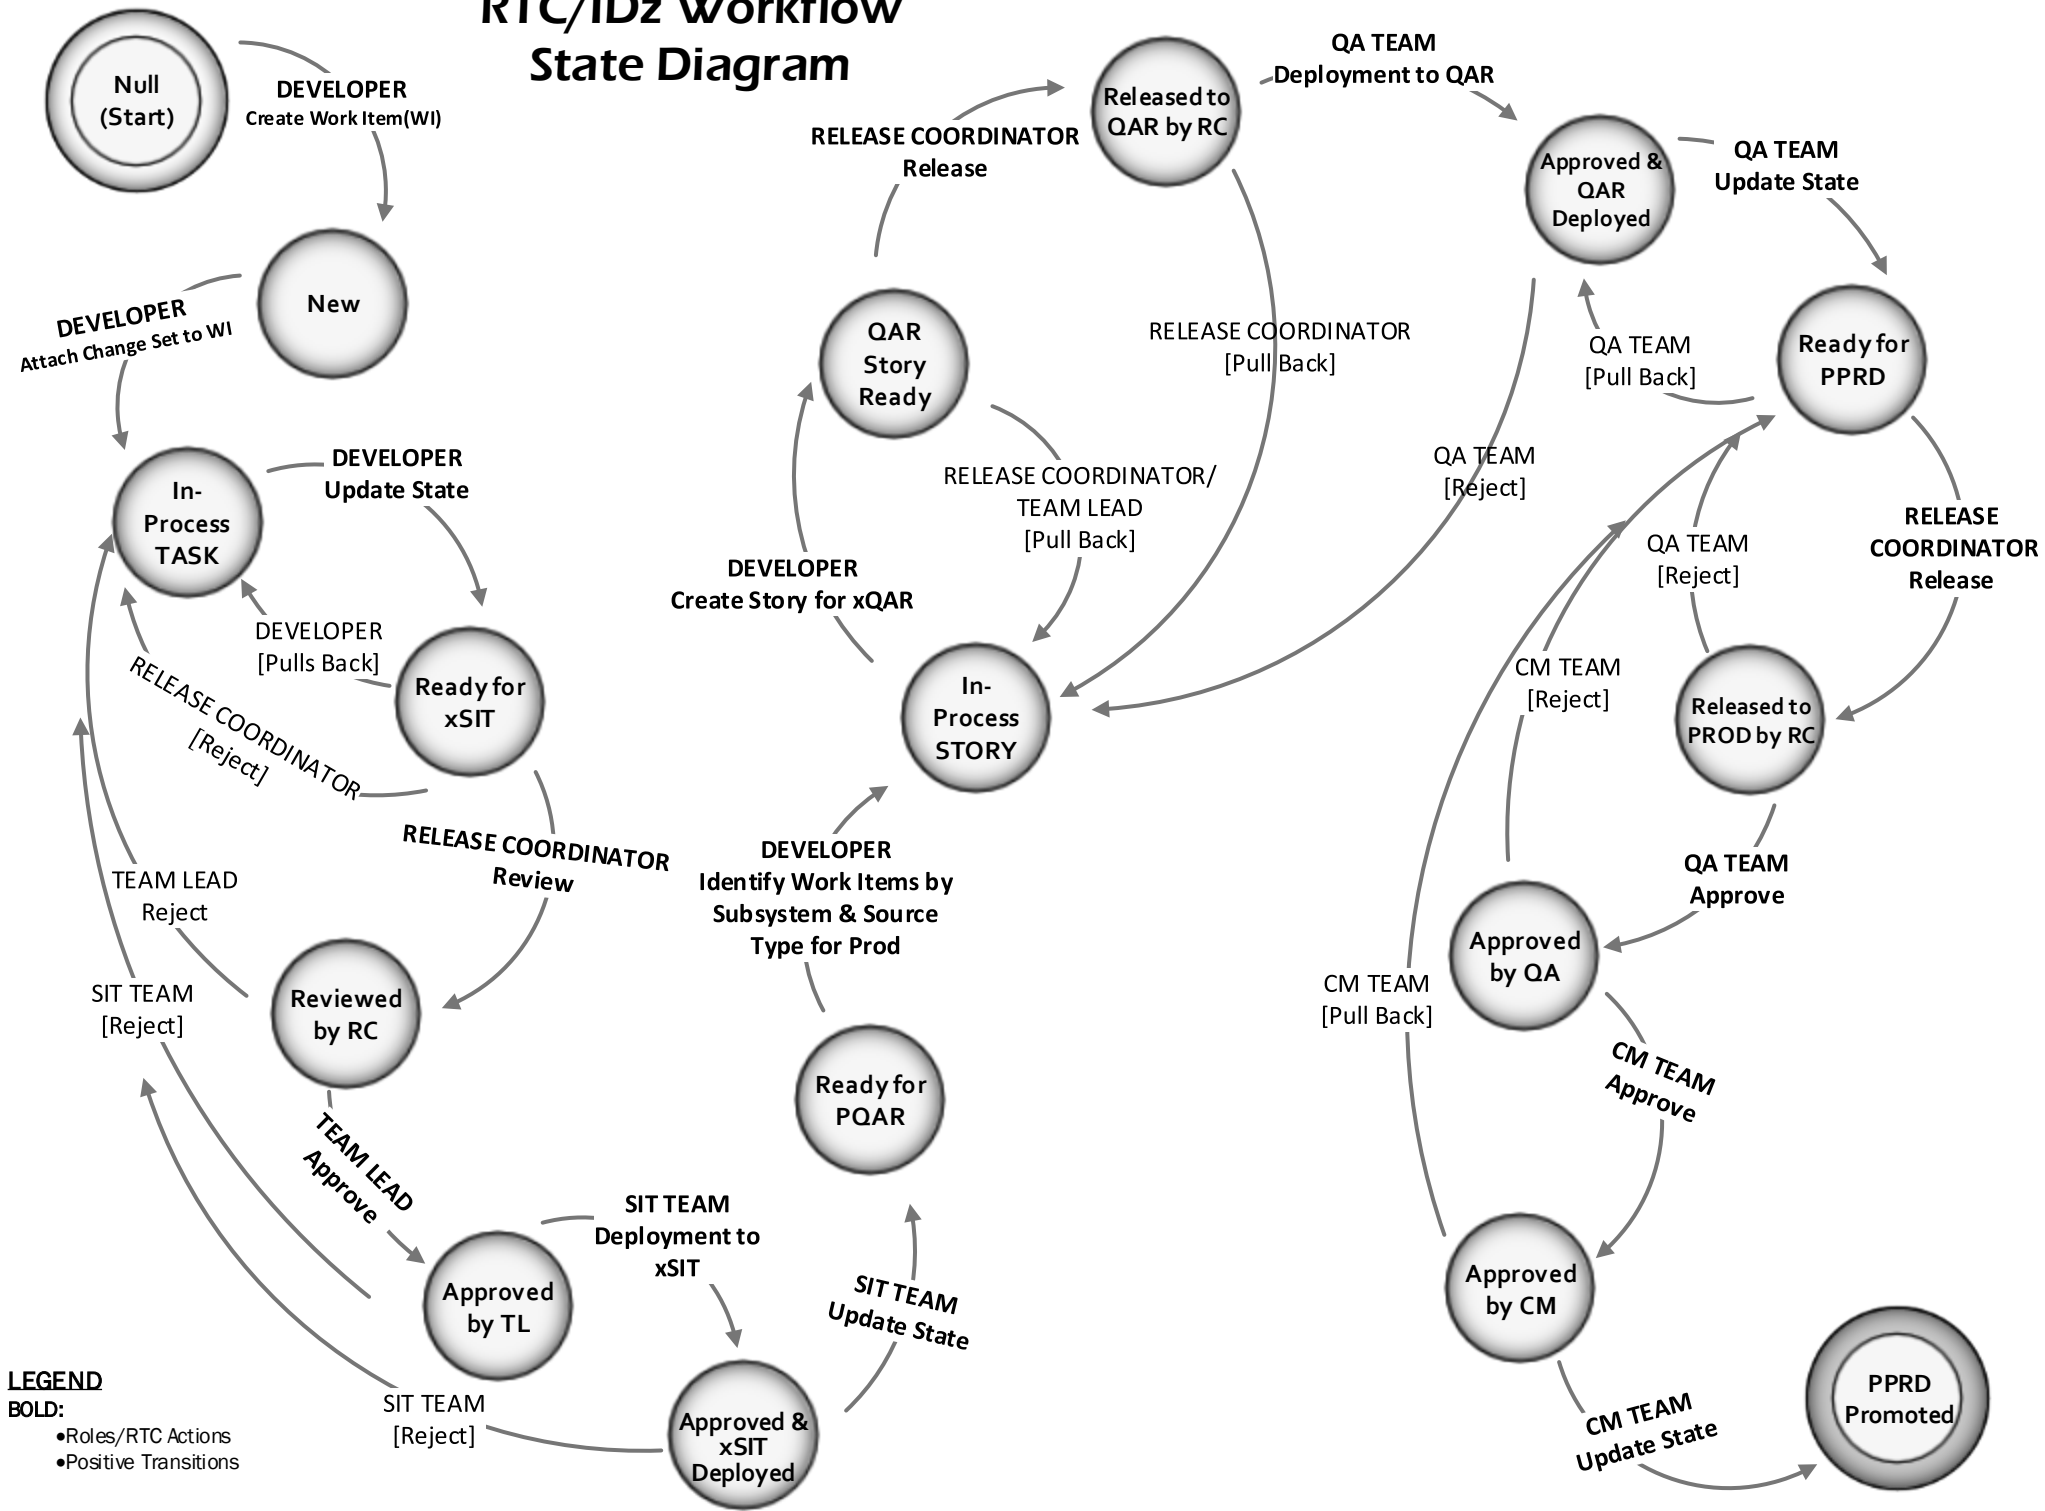 RTC/IDz Workflow
State Diagram
Null
(Start)
DEVELOPER
Create Work Item(WI)
New
DEVELOPER
Attach Change Set to WI
In-
Process
TASK
DEVELOPER
Update State
DEVELOPER
[Pulls Back]
Ready for
xSIT
RELEASE COORDINATOR
[Reject]
RELEASE COORDINATOR
Review
TEAM LEAD
Reject
Reviewed
by RC
SIT TEAM
[Reject]
TEAM LEAD
Approve
Approved
by TL
SIT TEAM
Deployment to
xSIT
SIT TEAM
[Reject]
Approved &
xSIT
Deployed
SIT TEAM
Update State
Ready for
PQAR
DEVELOPER
Identify Work Items by
Subsystem & Source
Type for Prod
In-
Process
STORY
DEVELOPER
Create Story for xQAR
QAR
Story
Ready
RELEASE COORDINATOR/
TEAM LEAD
[Pull Back]
RELEASE COORDINATOR
Release
Released to
QAR by RC
RELEASE COORDINATOR
[Pull Back]
QA TEAM
Deployment to QAR
Approved &
QAR
Deployed
QA TEAM
[Reject]
QA TEAM
Update State
QA TEAM
[Pull Back]
Ready for
PPRD
RELEASE
COORDINATOR
Release
QA TEAM
[Reject]
Released to
PROD by RC
CM TEAM
[Reject]
QA TEAM
Approve
Approved
by QA
CM TEAM
[Pull Back]
CM TEAM
Approve
Approved
by CM
CM TEAM
Update State
PPRD
Promoted
LEGEND
BOLD:
•Roles/RTC Actions
•Positive Transitions